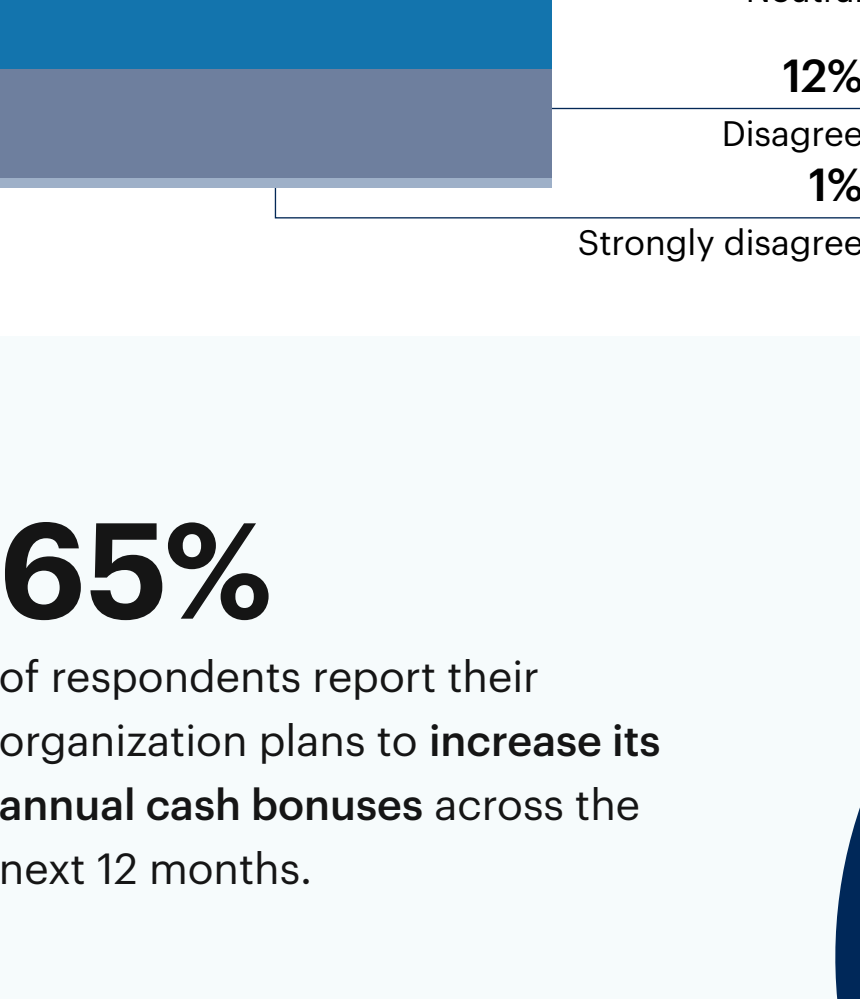 Neutral
12%
Disagree
1%
Strongly disagree
65%
of respondents report their
organization plans to increase its
annual cash bonuses across the
next 12 months.